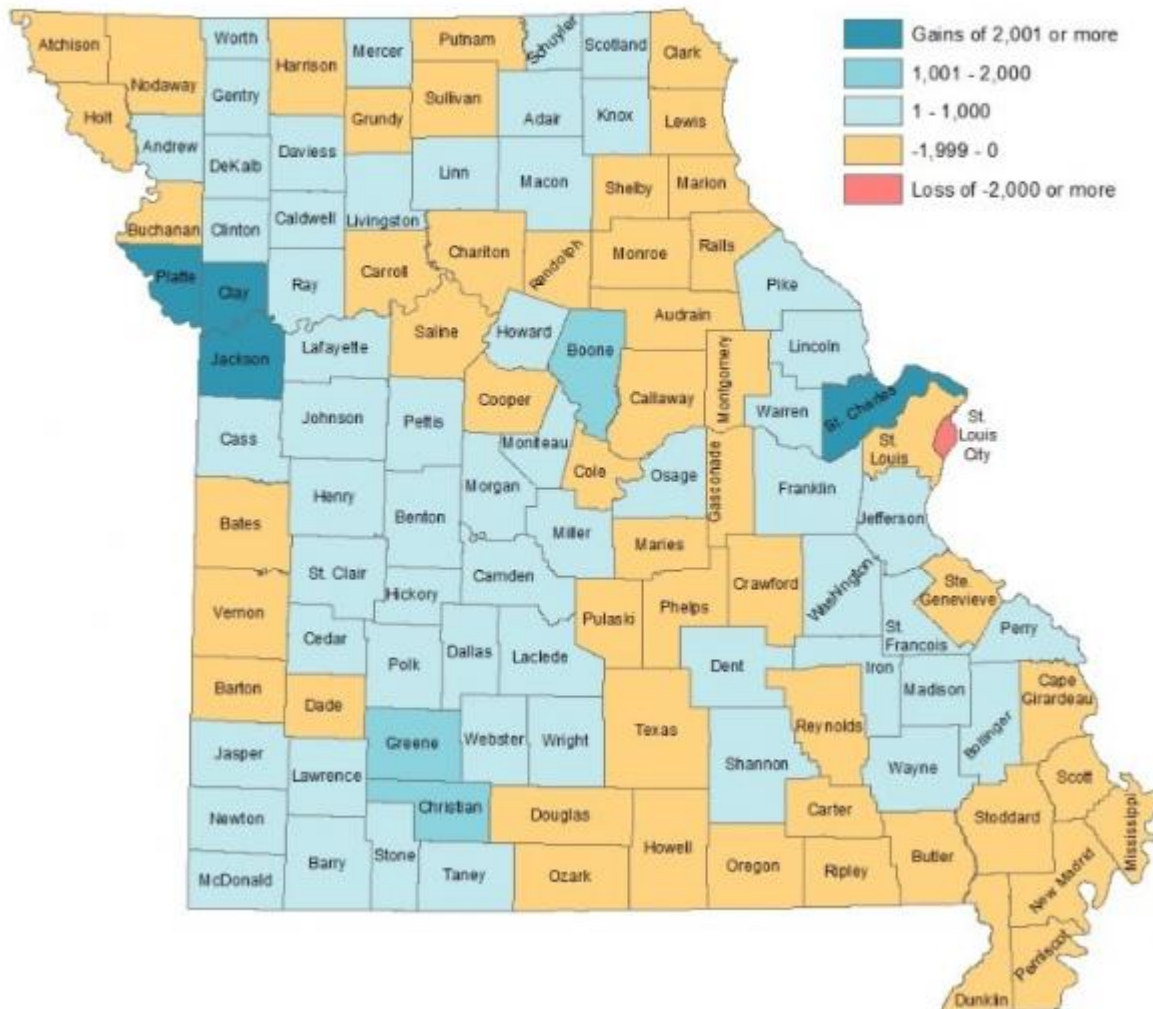 Gains of 2,001 or more
1,001 - 2,000
1 - 1,000
-1,999 - 0
Loss of -2,000 or more
Atchison
Nodaway
Worth
Harrison
Mercer
Putnam
Schuyler
Scotland
Clark
Holt
Gentry
Sullivan
Adair
Knox
Lewis
Andrew
DeKalb
Daviess
Grundy
Linn
Macon
Shelby
Marion
Buchanan
Clinton
Caldwell
Livingston
Chariton
Randolph
Monroe
Ralls
Platte
Clay
Ray
Carroll
Saline
Howard
Boone
Audrain
Pike
Jackson
Lafayette
Cooper
Callaway
Montgomery
Lincoln
Warren
St. Charles
St.
Louis
St.
Louis
City
Cass
Johnson
Pettis
Moniteau
Cole
Osage
Gasconade
Franklin
Jefferson
Bates
Henry
Benton
Morgan
Miller
Maries
Crawford
Washington
Ste.
Genevieve
Vernon
St. Clair
Hickory
Camden
Pulaski
Phelps
St.
Francois
Perry
Cedar
Polk
Dallas
Laclede
Dent
Iron
Madison
Barton
Dade
Greene
Webster
Wright
Texas
Shannon
Reynolds
Wayne
Bollinger
Cape
Girardeau
Jasper
Lawrence
Christian
Douglas
Howell
Carter
Stoddard
Scott
Mississippi
Newton
Barry
Stone
Taney
Ozark
Oregon
Ripley
Butler
New Madrid
McDonald
Pemiscot
Dunklin